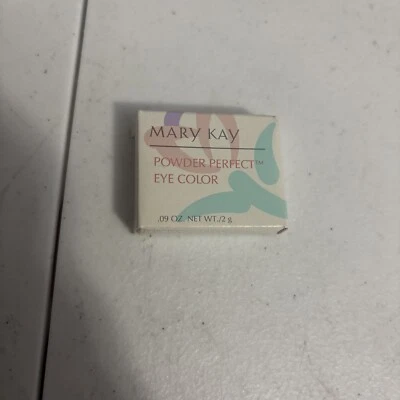 MARY KAY
POWDER PERFECT™
EYE COLOR
.09 OZ. NET WT./2 g